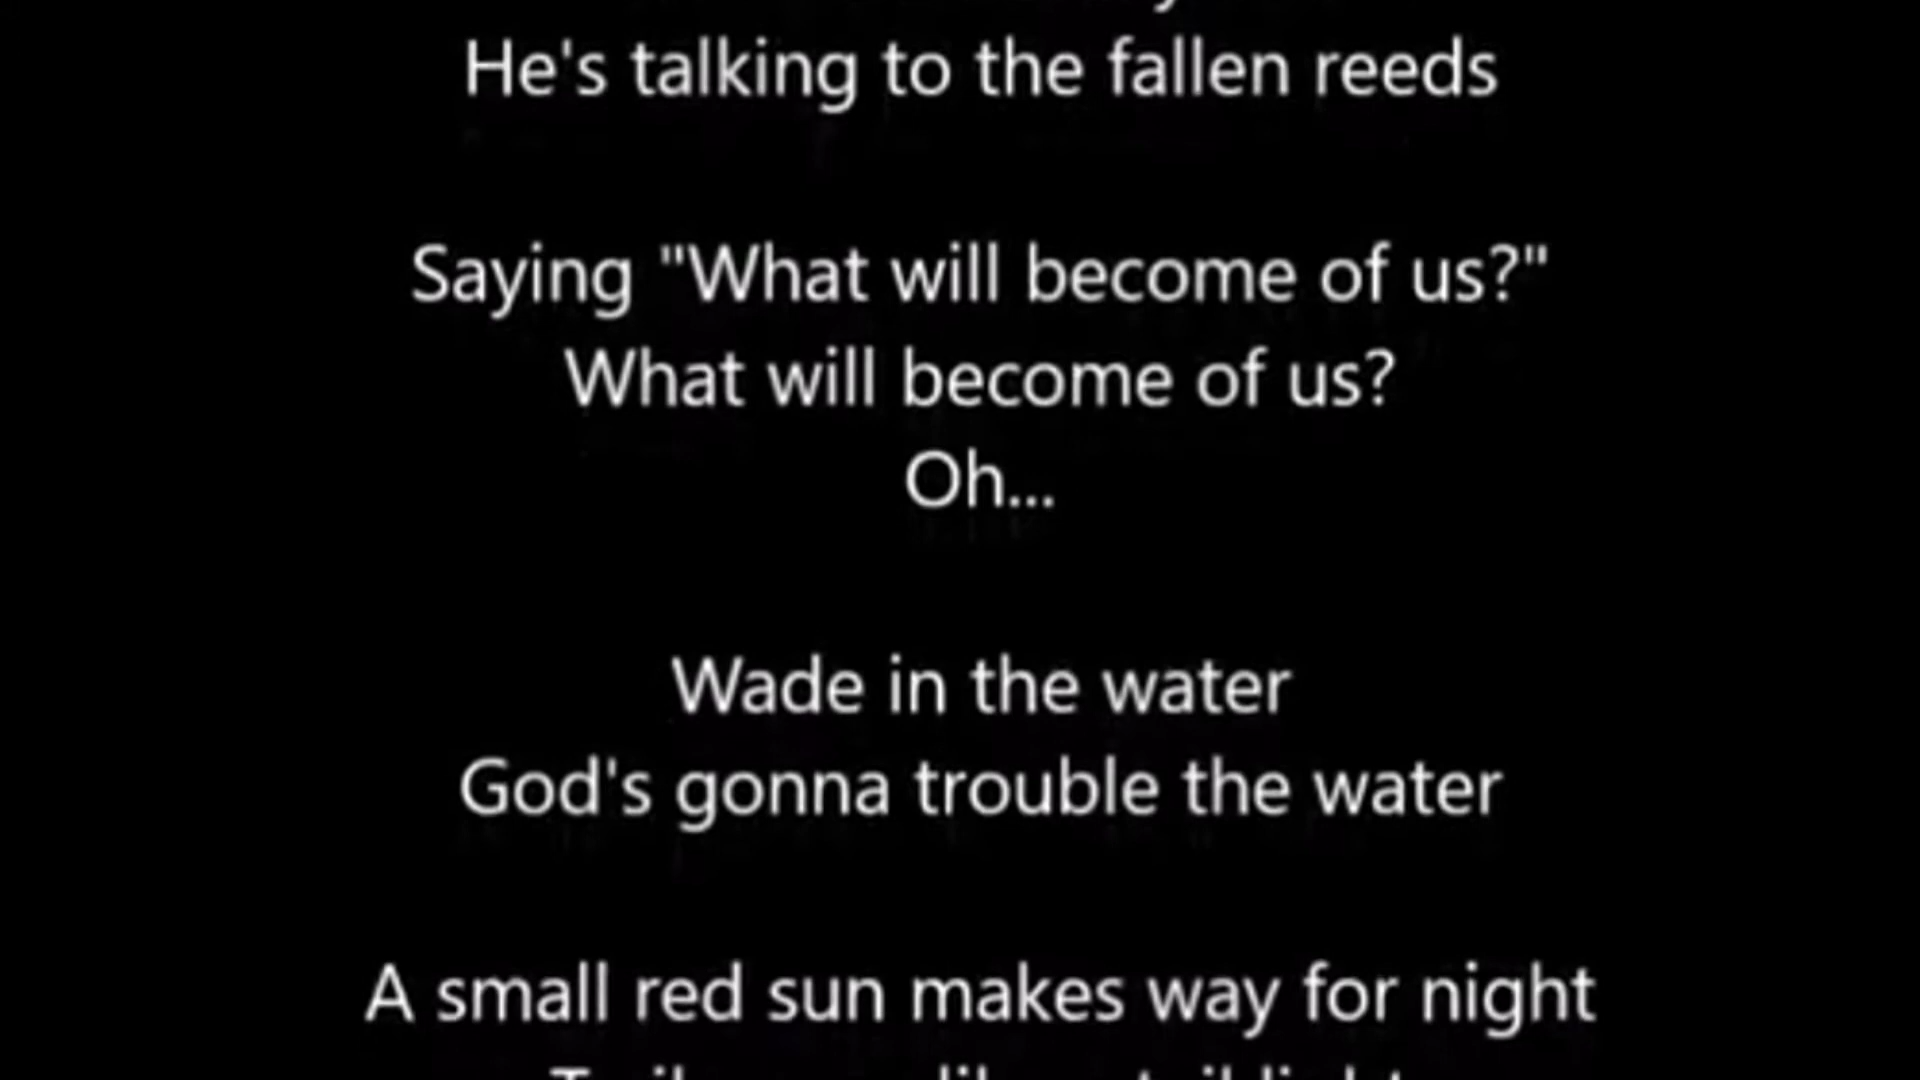 He's talking to the fallen reeds
Saying "What will become of us?"
What will become of us?
Oh...
Wade in the water
God's gonna trouble the water
A small red sun makes way for night